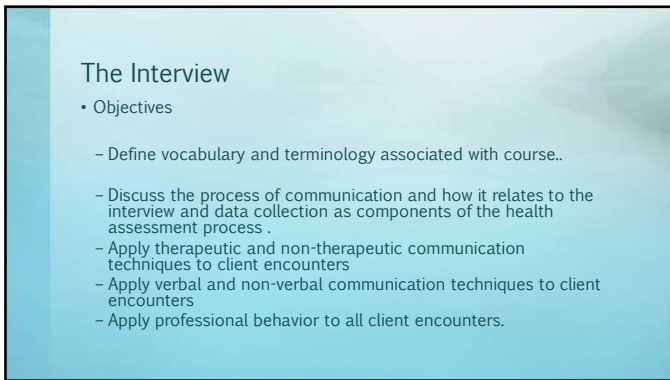 The Interview
• Objectives
– Define vocabulary and terminology associated with course..
– Discuss the process of communication and how it relates to the
interview and data collection as components of the health
assessment process .
– Apply therapeutic and non-therapeutic communication
techniques to client encounters
– Apply verbal and non-verbal communication techniques to client
encounters
– Apply professional behavior to all client encounters.